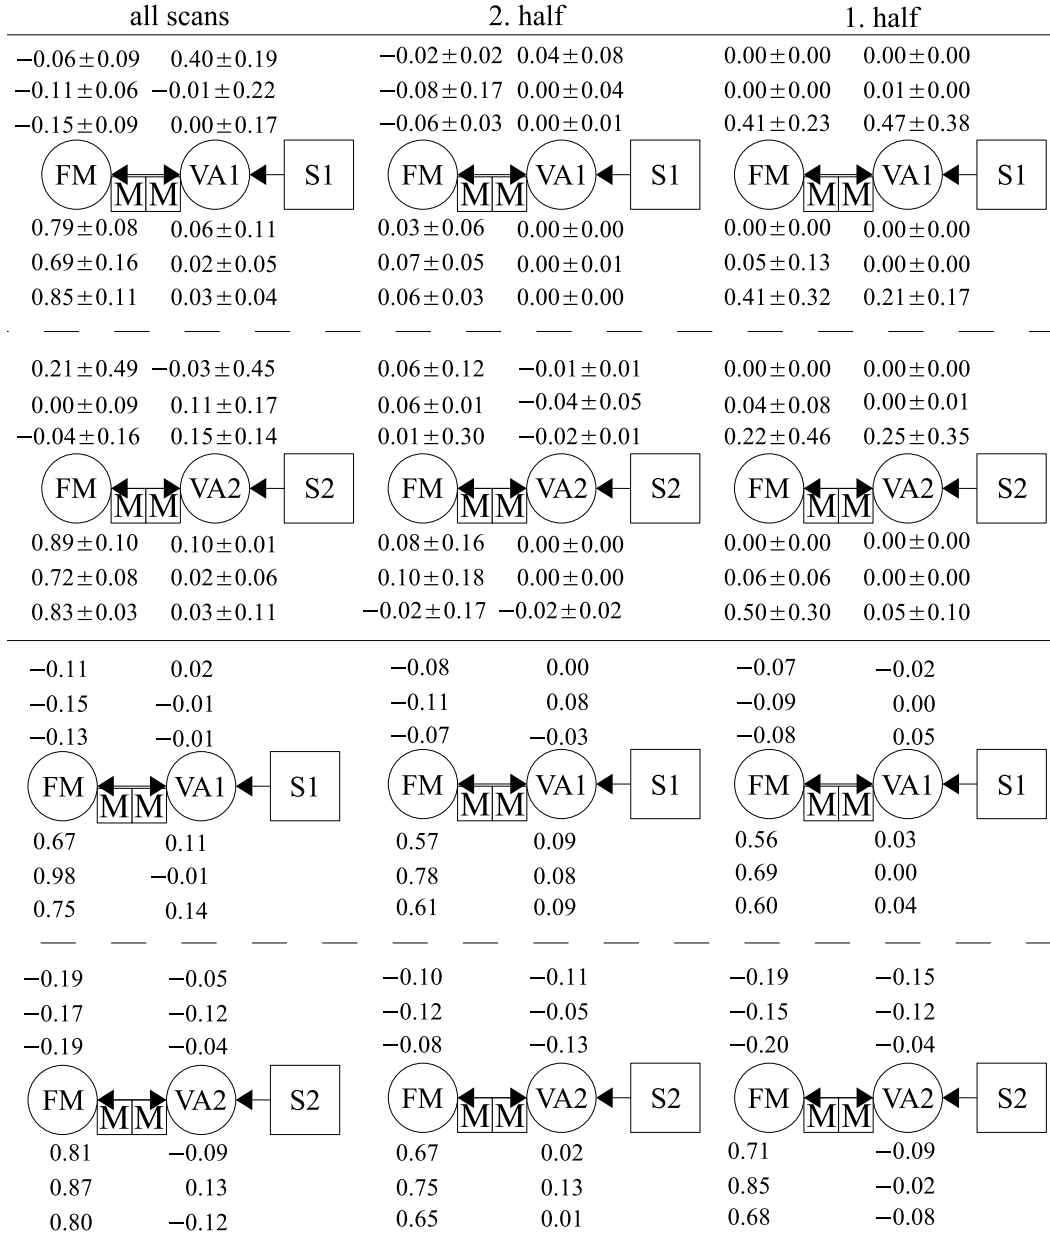 all scans 2. half 1. half
−0.06±0.09 0.40±0.19 −0.02±0.02 0.04±0.08 0.00±0.00 0.00±0.00
−0.11±0.06 −0.01±0.22 −0.08±0.17 0.00±0.04 0.00±0.00 0.01±0.00
−0.15±0.09 0.00±0.17 −0.06±0.03 0.00±0.01 0.41±0.23 0.47±0.38
FM VA1 S1 FM VA1 S1 FM VA1 S1
M M M M M M
0.79±0.08 0.06±0.11 0.03±0.06 0.00±0.00 0.00±0.00 0.00±0.00
0.69±0.16 0.02±0.05 0.07±0.05 0.00±0.01 0.05±0.13 0.00±0.00
0.85±0.11 0.03±0.04 0.06±0.03 0.00±0.00 0.41±0.32 0.21±0.17
0.21±0.49 −0.03±0.45 0.06±0.12 −0.01±0.01 0.00±0.00 0.00±0.00
0.00±0.09 0.11±0.17 0.06±0.01 −0.04±0.05 0.04±0.08 0.00±0.01
−0.04±0.16 0.15±0.14 0.01±0.30 −0.02±0.01 0.22±0.46 0.25±0.35
FM VA2 S2 FM VA2 S2 FM VA2 S2
M M M M M M
0.89±0.10 0.10±0.01 0.08±0.16 0.00±0.00 0.00±0.00 0.00±0.00
0.72±0.08 0.02±0.06 0.10±0.18 0.00±0.00 0.06±0.06 0.00±0.00
0.83±0.03 0.03±0.11 −0.02±0.17 −0.02±0.02 0.50±0.30 0.05±0.10
−0.11 0.02 −0.08 0.00 −0.07 −0.02
−0.15 −0.01 −0.11 0.08 −0.09 0.00
−0.13 −0.01 −0.07 −0.03 −0.08 0.05
FM VA1 S1 FM VA1 S1 FM VA1 S1
M M M M M M
0.67 0.11 0.57 0.09 0.56 0.03
0.98 −0.01 0.78 0.08 0.69 0.00
0.75 0.14 0.61 0.09 0.60 0.04
−0.19 −0.05 −0.10 −0.11 −0.19 −0.15
−0.17 −0.12 −0.12 −0.05 −0.15 −0.12
−0.19 −0.04 −0.08 −0.13 −0.20 −0.04
FM VA2 S2 FM VA2 S2 FM VA2 S2
M M M M M M
0.81 −0.09 0.67 0.02 0.71 −0.09
0.87 0.13 0.75 0.13 0.85 −0.02
0.80 −0.12 0.65 0.01 0.68 −0.08